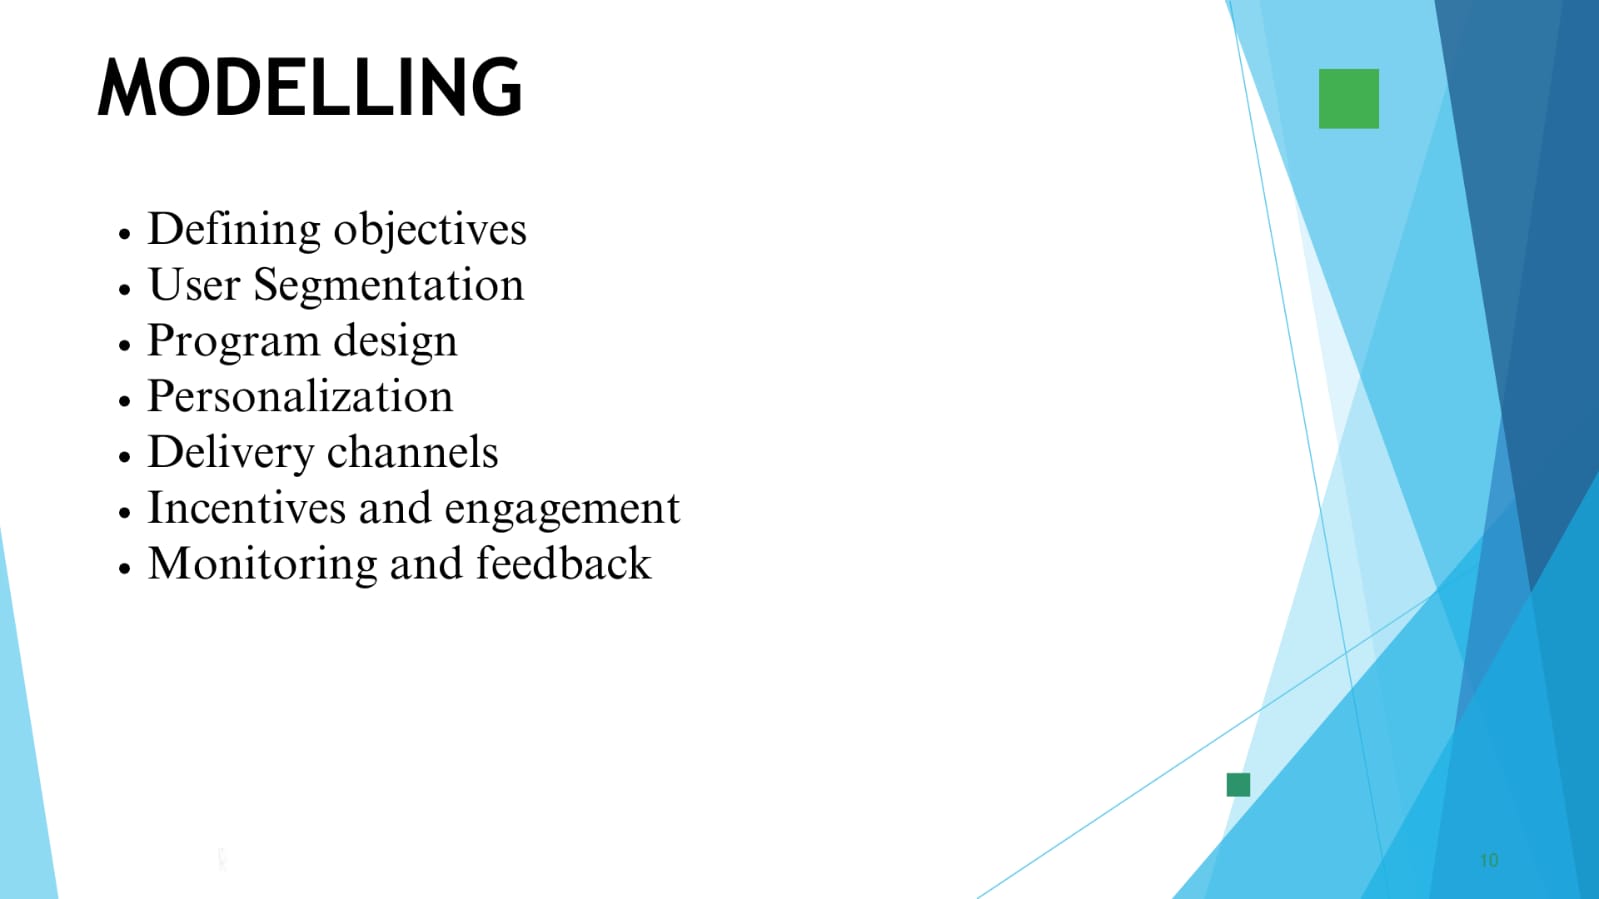 MODELLING
• Defining objectives
• User Segmentation
• Program design
• Personalization
• Delivery channels
• Incentives and engagement
• Monitoring and feedback
10